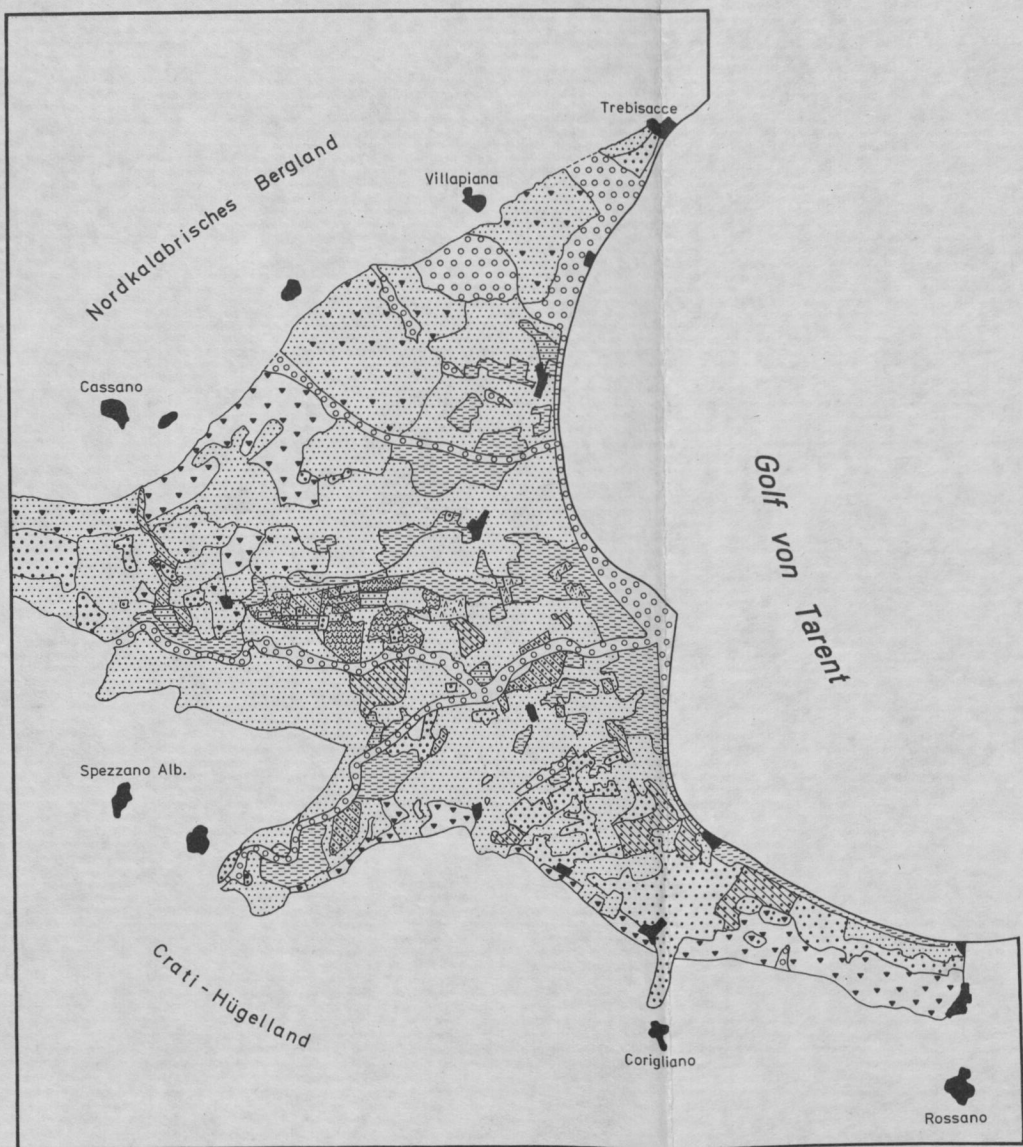 Trebisacce
Nordkalabrisches Bergland
Villapiana
Cassano
Golf von Tarent
Spezzano Alb.
Crati-Hügelland
Corigliano
Rossano